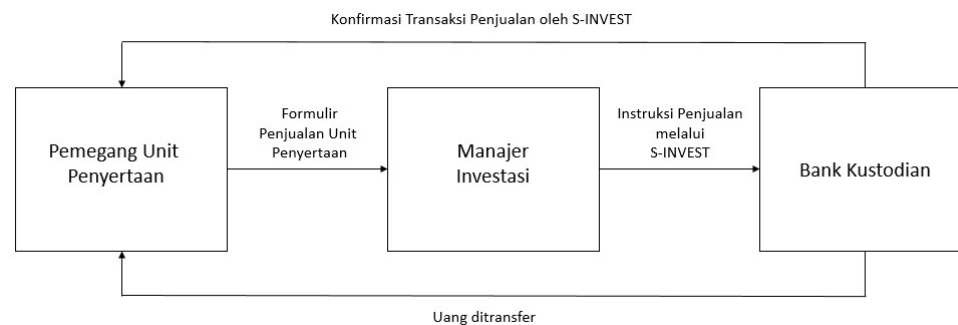 Konfirmasi Transaksi Penjualan oleh S-INVEST
Pemegang Unit
Penyertaan
Formulir
Penjualan Unit
Penyertaan
Manajer
Investasi
Instruksi Penjualan
melalui
S-INVEST
Bank Kustodian
Uang ditransfer